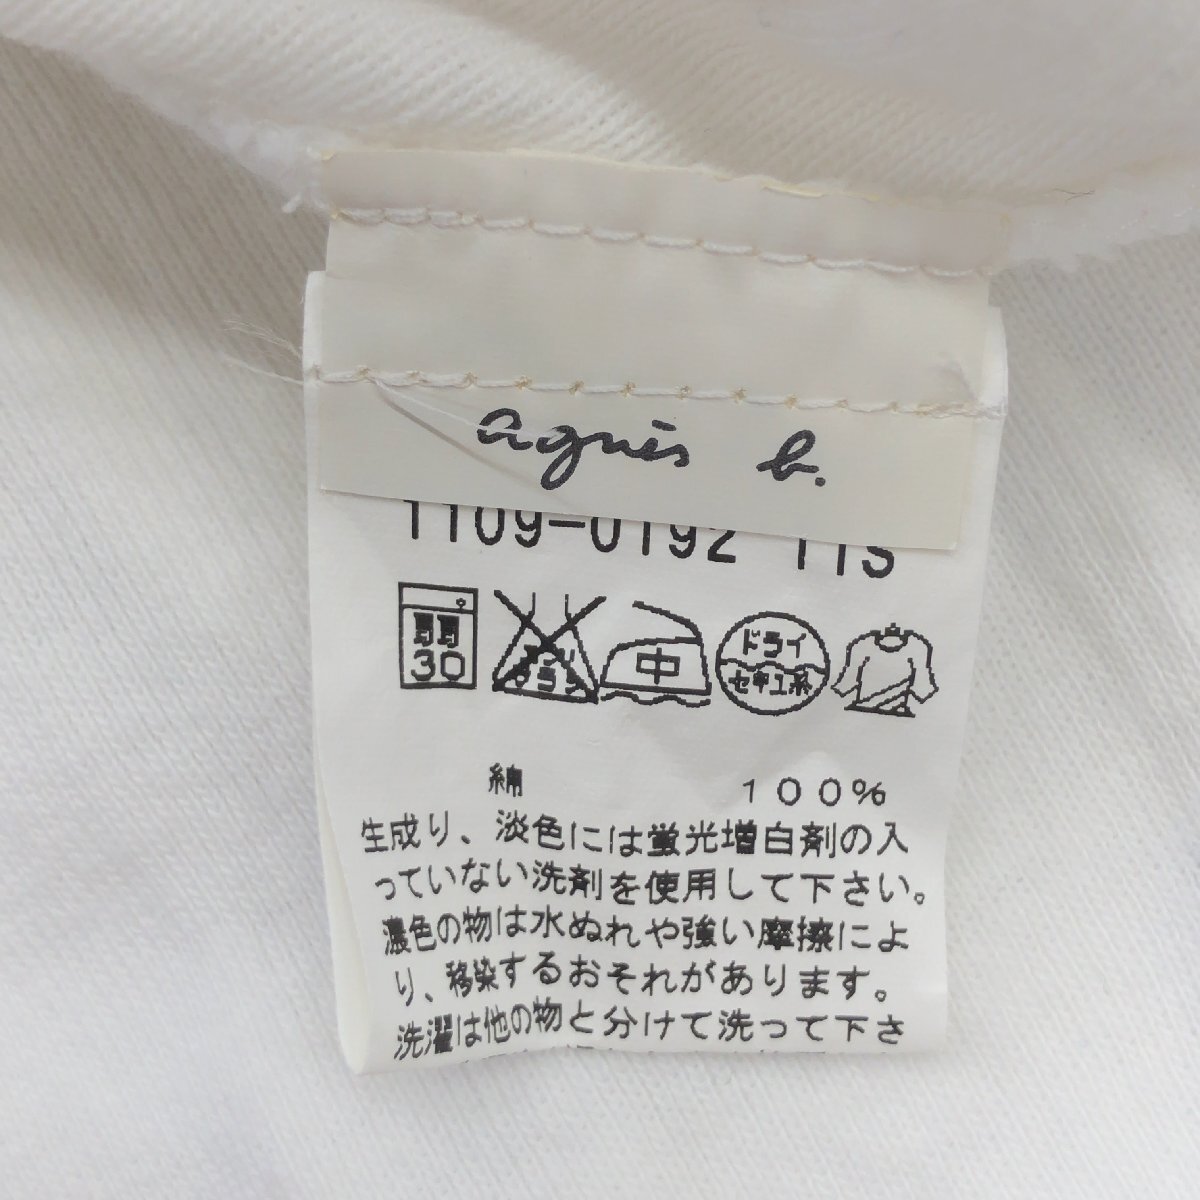 agnès b.
1109-0192 11S
30
中
ドライ
セキユ系
綿 100%
生成り、淡色には蛍光増白剤の入
っていない洗剤を使用して下さい。
濃色の物は水ぬれや強い摩擦によ
り、移染するおそれがあります。
洗濯は他の物と分けて洗って下さ